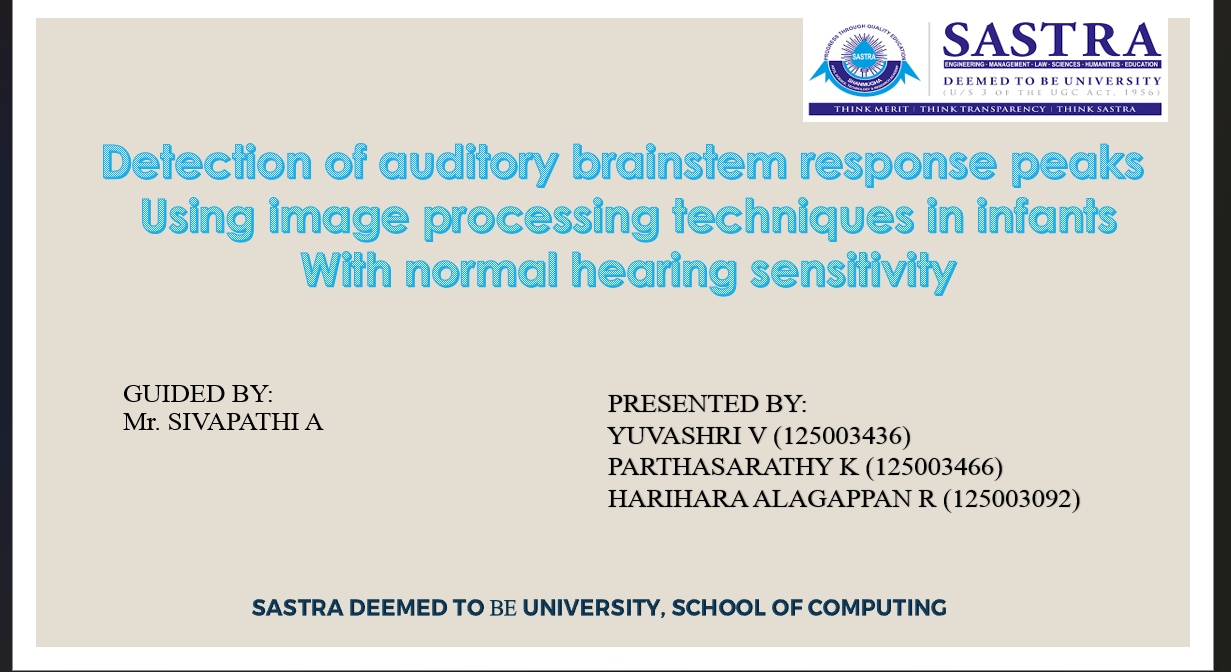 PROGRESS THROUGH QUALITY EDUCATION
SASTRA
SHANMUGHA
SASTRA
ENGINEERING · MANAGEMENT · LAW · SCIENCES · HUMANITIES · EDUCATION
DEEMED TO BE UNIVERSITY
(U/S 3 OF THE UGC ACT, 1956)
THINK MERIT | THINK TRANSPARENCY | THINK SASTRA
Detection of auditory brainstem response peaks
Using image processing techniques in infants
With normal hearing sensitivity
GUIDED BY:
Mr. SIVAPATHI A
PRESENTED BY:
YUVASHRI V (125003436)
PARTHASARATHY K (125003466)
HARIHARA ALAGAPPAN R (125003092)
SASTRA DEEMED TO BE UNIVERSITY, SCHOOL OF COMPUTING